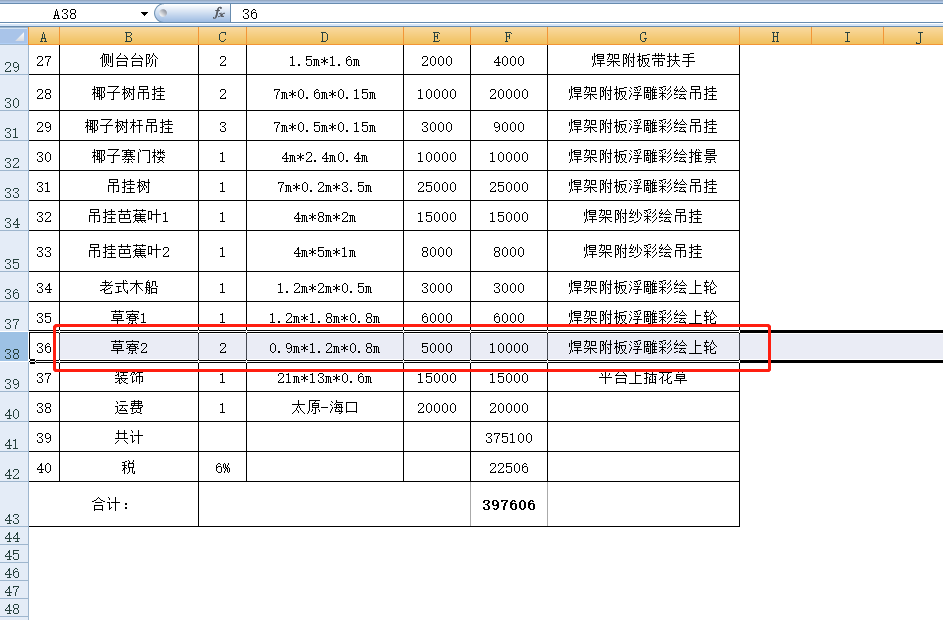 A38 fx 36
A B C D E F G H I J
29 27 侧台台阶 2 1.5m*1.6m 2000 4000 焊架附板带扶手
30 28 椰子树吊挂 2 7m*0.6m*0.15m 10000 20000 焊架附板浮雕彩绘吊挂
31 29 椰子树杆吊挂 3 7m*0.5m*0.15m 3000 9000 焊架附板浮雕彩绘吊挂
32 30 椰子寨门楼 1 4m*2.4m0.4m 10000 10000 焊架附板浮雕彩绘推景
33 31 吊挂树 1 7m*0.2m*3.5m 25000 25000 焊架附板浮雕彩绘吊挂
34 32 吊挂芭蕉叶1 1 4m*8m*2m 15000 15000 焊架附纱彩绘吊挂
35 33 吊挂芭蕉叶2 1 4m*5m*1m 8000 8000 焊架附纱彩绘吊挂
36 34 老式木船 1 1.2m*2m*0.5m 3000 3000 焊架附板浮雕彩绘上轮
37 35 草寮1 1 1.2m*1.8m*0.8m 6000 6000 焊架附板浮雕彩绘上轮
38 36 草寮2 2 0.9m*1.2m*0.8m 5000 10000 焊架附板浮雕彩绘上轮
39 37 装饰 1 21m*13m*0.6m 15000 15000 平台上插花草
40 38 运费 1 太原-海口 20000 20000
41 39 共计 375100
42 40 税 6% 22506
43 合计： 397606
44
45
46
47
48